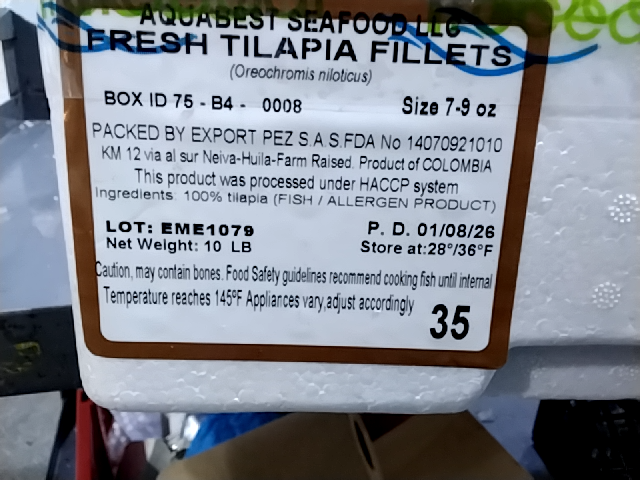 AQUABEST SEAFOOD LLC
FRESH TILAPIA FILLETS
(Oreochromis niloticus)
BOX ID 75 - B4 - 0008 Size 7-9 oz
PACKED BY EXPORT PEZ S.A.S.FDA No 14070921010
KM 12 via al sur Neiva-Huila-Farm Raised. Product of COLOMBIA
This product was processed under HACCP system
Ingredients: 100% tilapia (FISH / ALLERGEN PRODUCT)
LOT: EME1079 P. D. 01/08/26
Net Weight: 10 LB Store at:28°/36°F
Caution, may contain bones. Food Safety guidelines recommend cooking fish until internal
Temperature reaches 145ºF Appliances vary,adjust accordingly
35